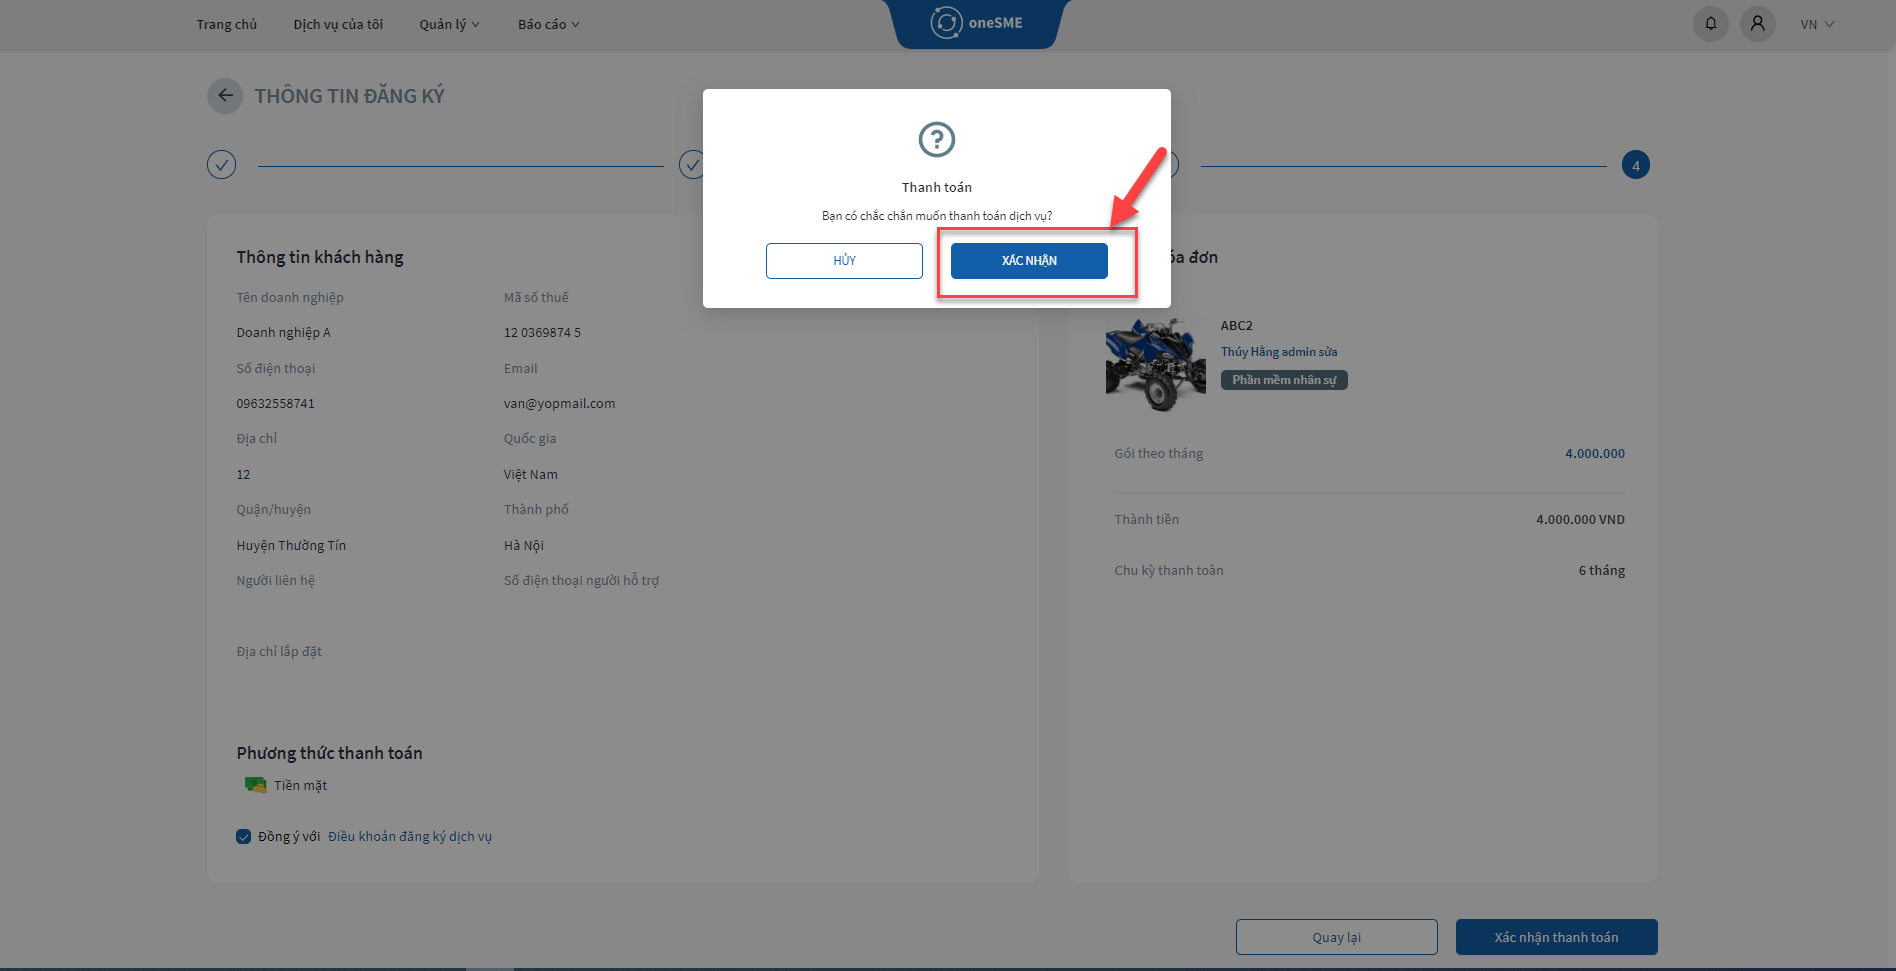 Trang chủ
Dịch vụ của tôi
Quản lý
Báo cáo
oneSME
VN
THÔNG TIN ĐĂNG KÝ
4
?
Thanh toán
Bạn có chắc chắn muốn thanh toán dịch vụ?
HỦY
XÁC NHẬN
Thông tin khách hàng
Tên doanh nghiệp
Mã số thuế
Doanh nghiệp A
12 0369874 5
Số điện thoại
Email
09632558741
van@yopmail.com
Địa chỉ
Quốc gia
12
Việt Nam
Quận/huyện
Thành phố
Huyện Thường Tín
Hà Nội
Người liên hệ
Số điện thoại người hỗ trợ
Địa chỉ lắp đặt
Phương thức thanh toán
Tiền mặt
Đồng ý với Điều khoản đăng ký dịch vụ
đơn
ABC2
Thúy Hằng admin sửa
Phần mềm nhân sự
Gói theo tháng
4.000.000
Thành tiền
4.000.000 VND
Chu kỳ thanh toàn
6 tháng
Quay lại
Xác nhận thanh toán